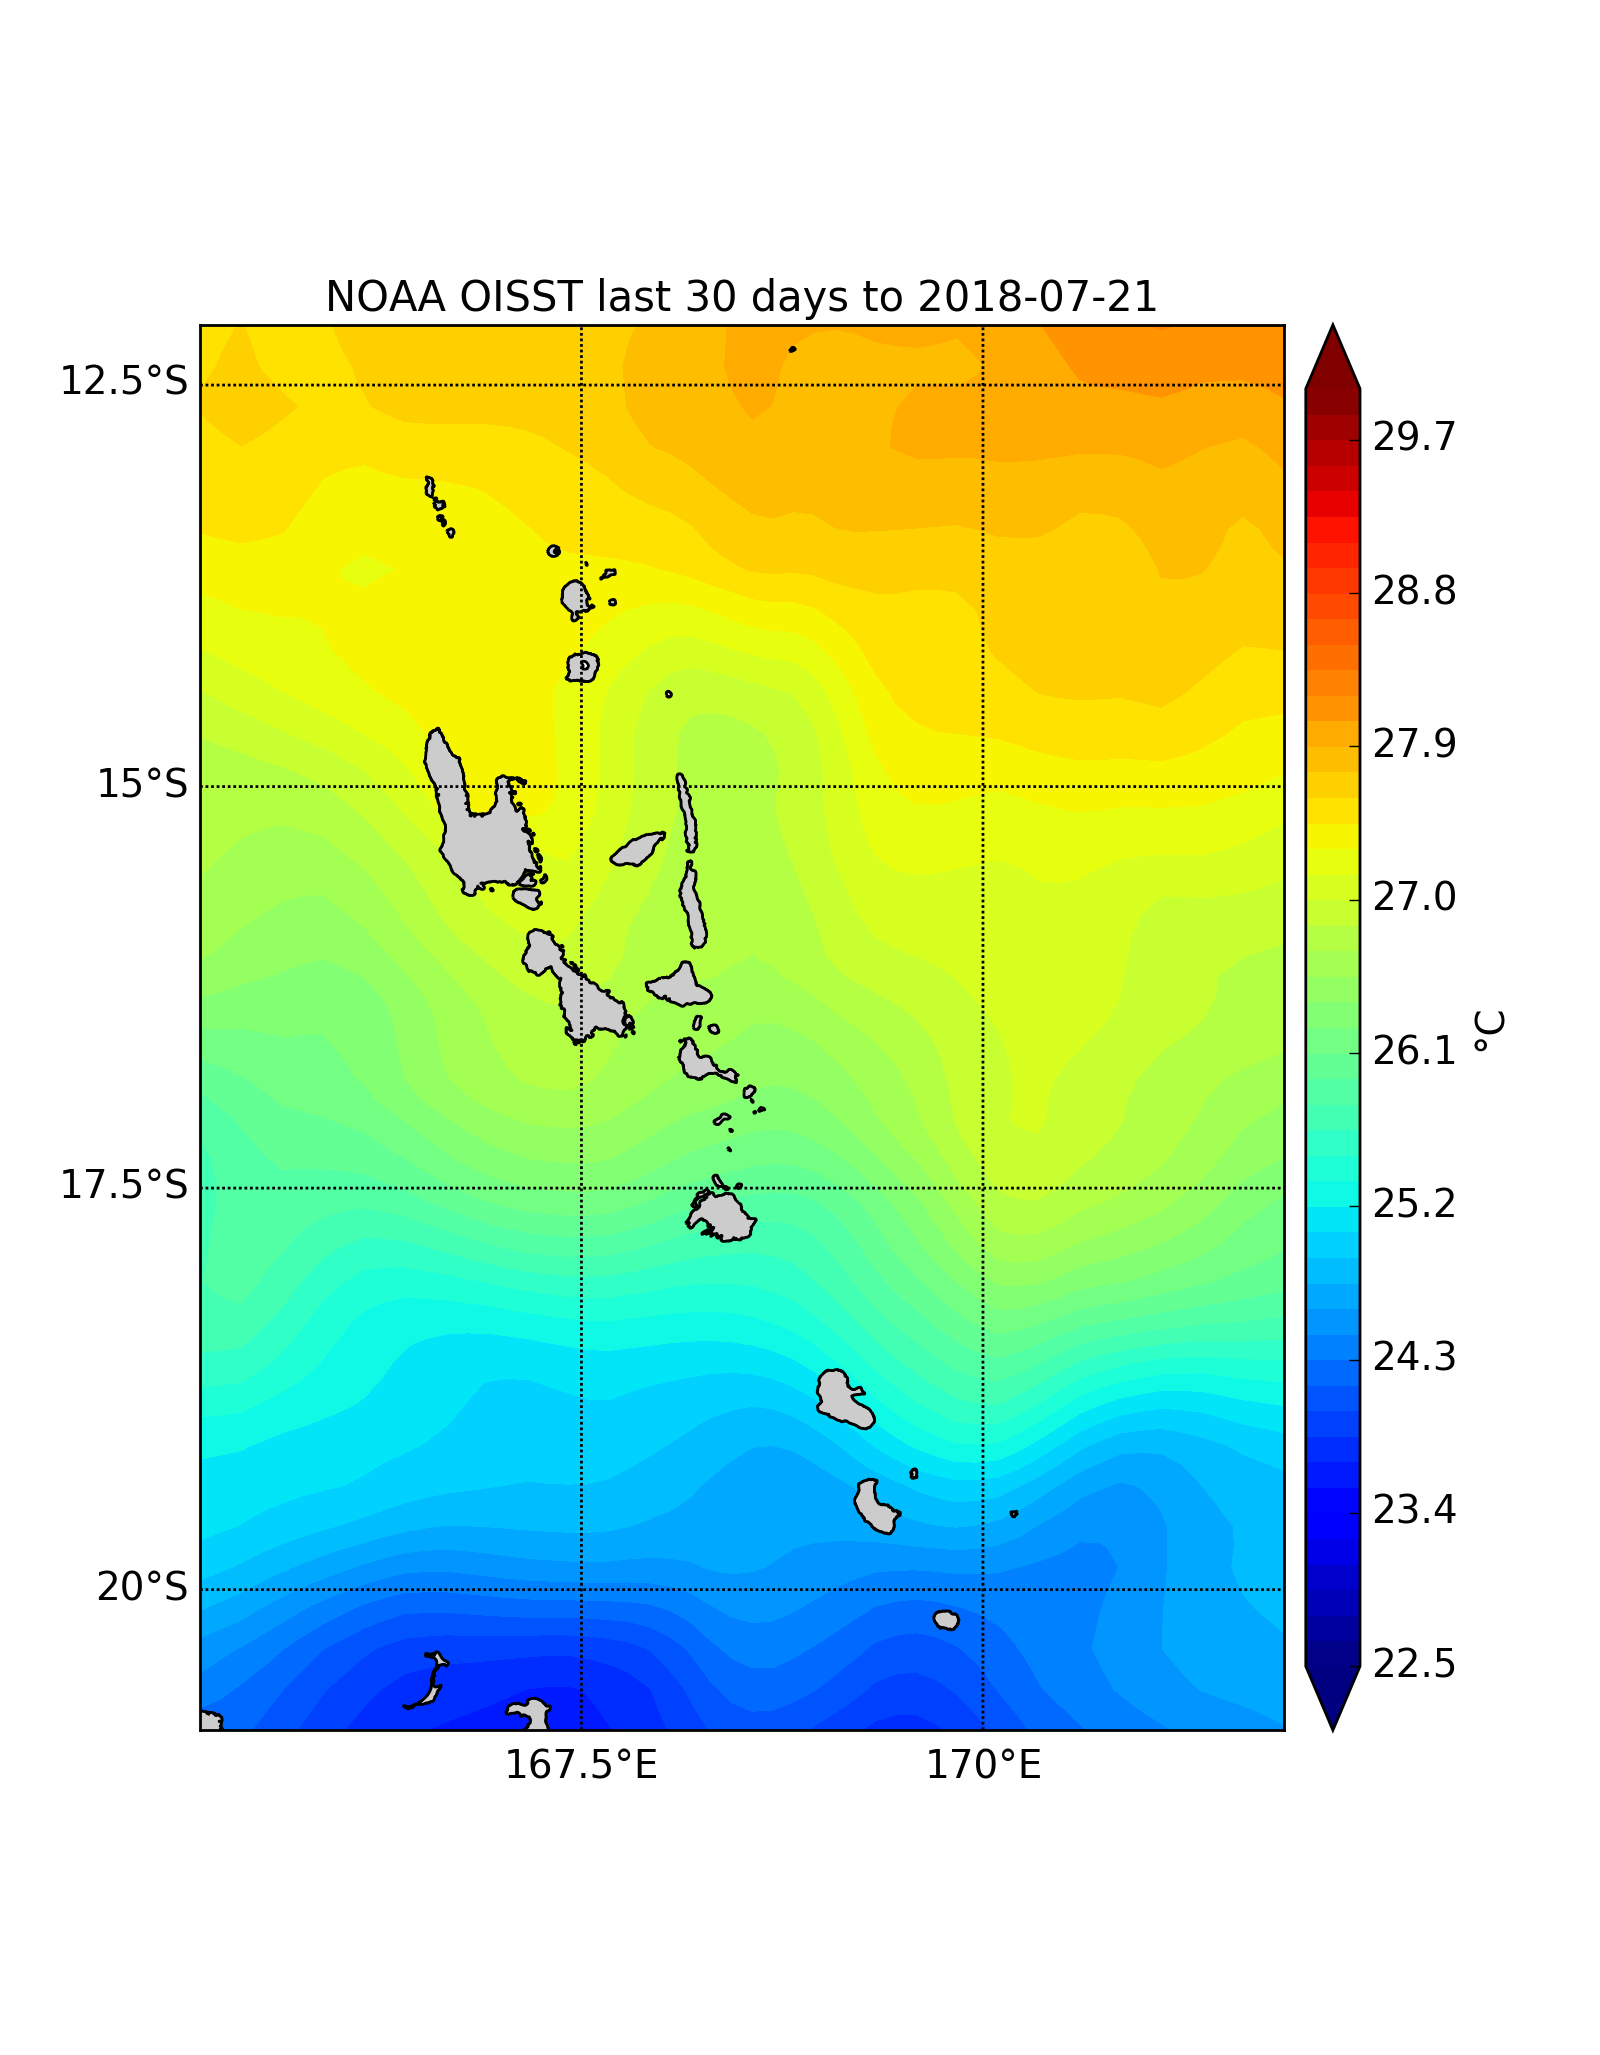 NOAA OISST last 30 days to 2018-07-21
12.5°S
15°S
17.5°S
20°S
167.5°E
170°E
29.7
28.8
27.9
27.0
26.1
25.2
24.3
23.4
22.5
°C